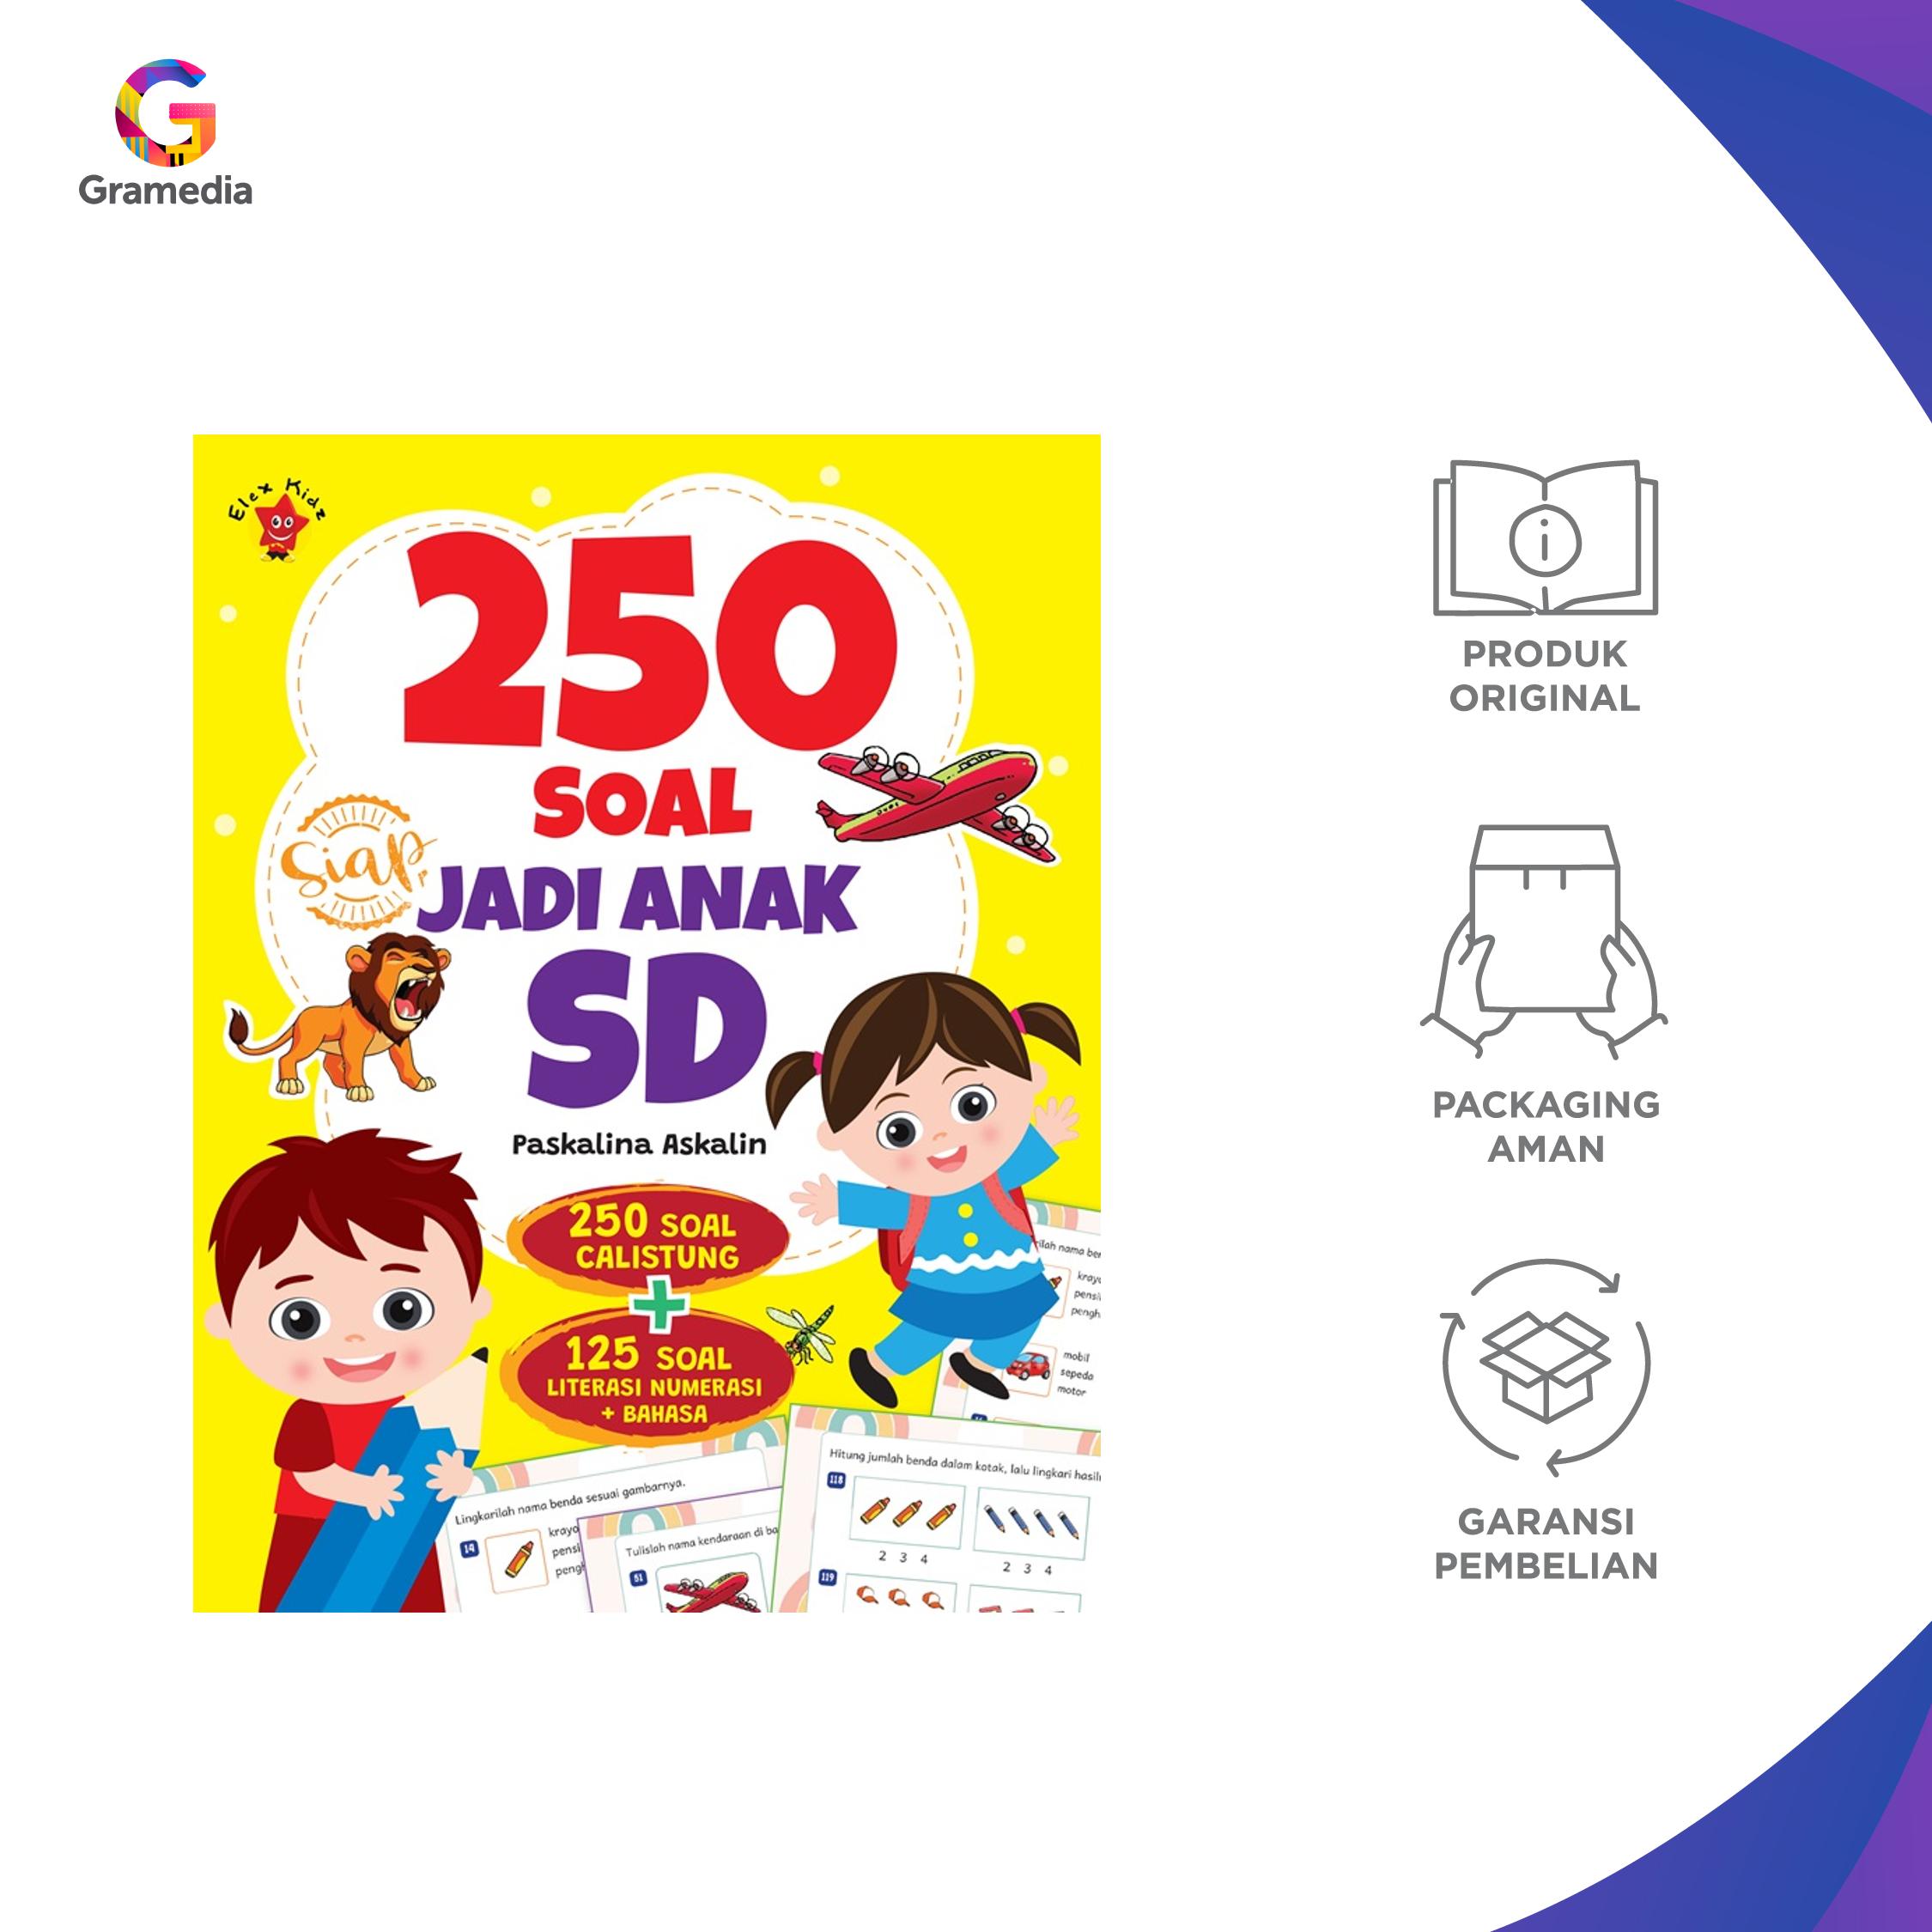 Gramedia
Elex Kidz
250
SOAL
Siap
JADI ANAK
SD
Paskalina Askalin
250 SOAL
CALISTUNG
+
125 SOAL
LITERASI NUMERASI
+ BAHASA
mobil
sepeda
motor
Lingkarilah nama benda sesuai gambarnya.
14
Tulislah nama kendaraan di
51
Hitung jumlah benda dalam kotak, lalu lingkari
118
2 3 4
2 3 4
119
PRODUK
ORIGINAL
PACKAGING
AMAN
GARANSI
PEMBELIAN